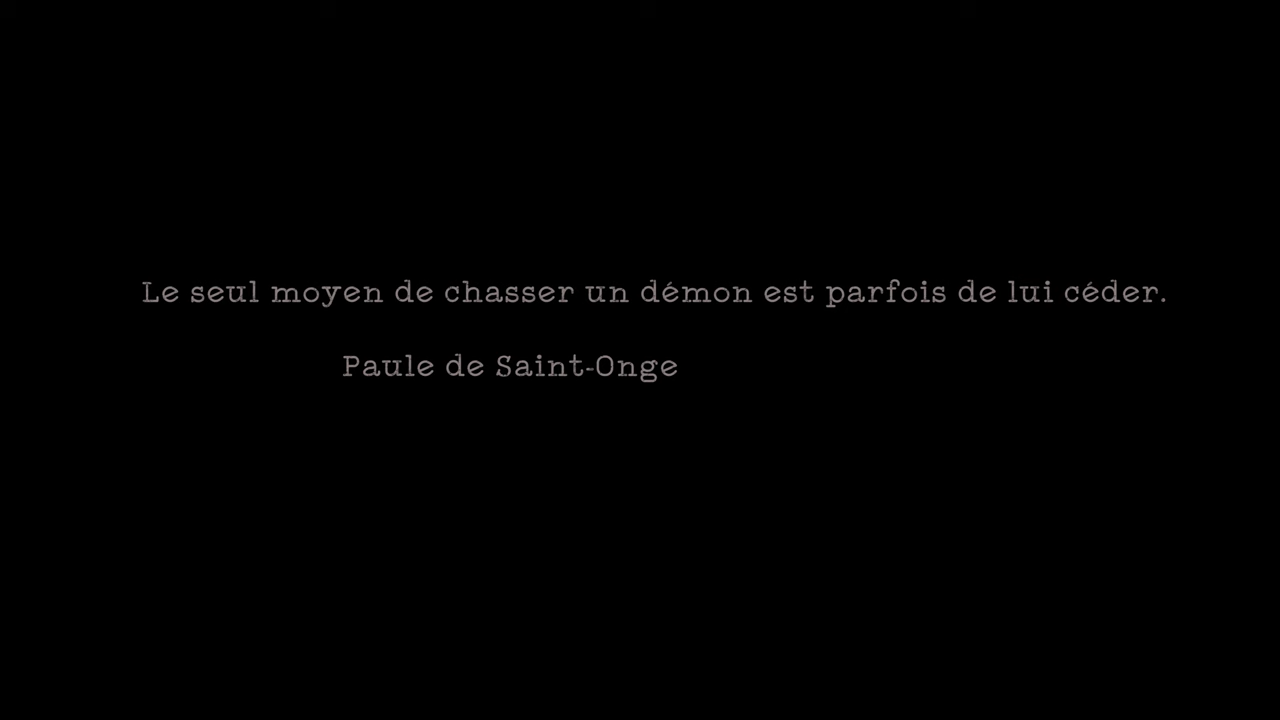 Le seul moyen de chasser un démon est parfois de lui céder.
Paule de Saint-Onge